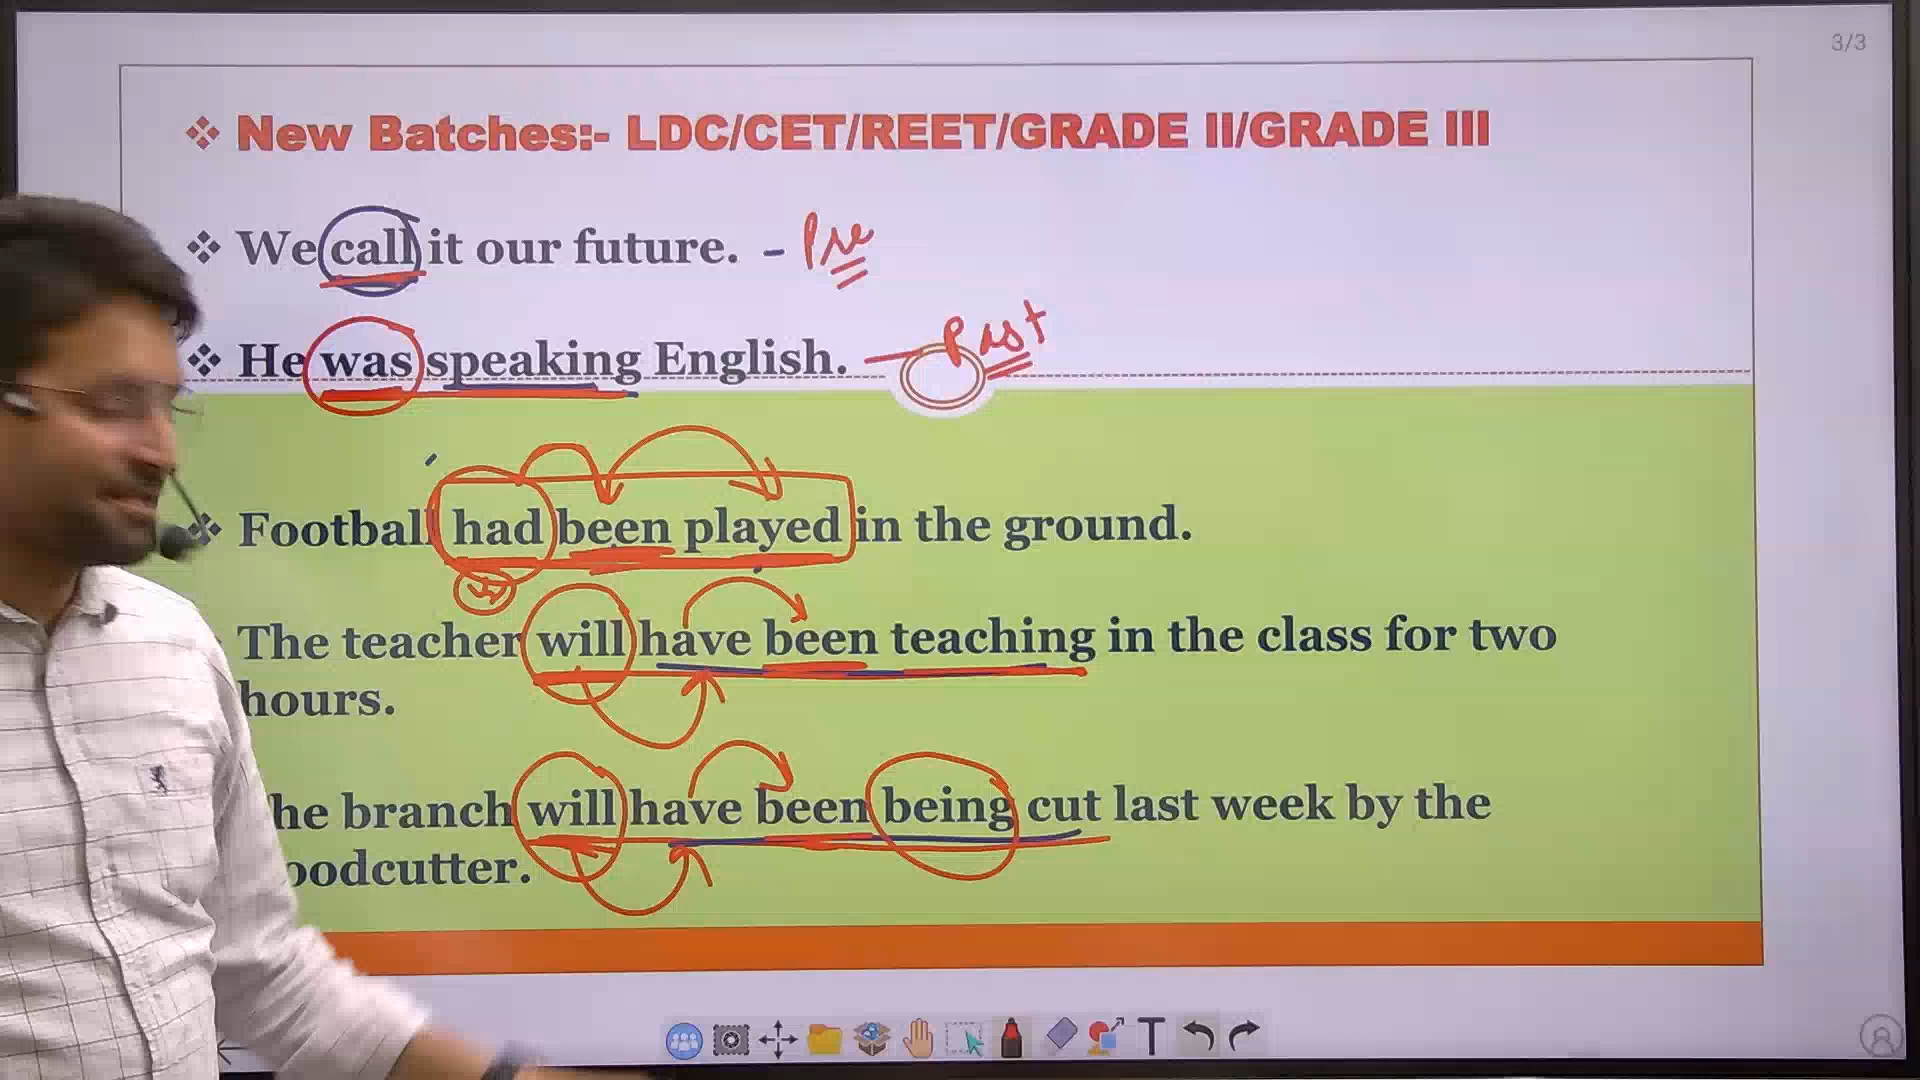 3/3
New Batches:- LDC/CET/REET/GRADE II/GRADE III
We call it our future. - Pre
He was speaking English. - Past
Football had been played in the ground.
The teacher will have been teaching in the class for two
hours.
he branch will have been being cut last week by the
oodcutter.
T